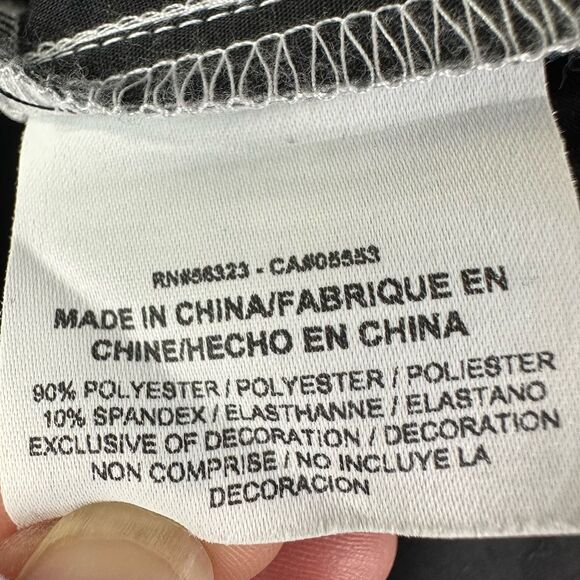 RN#56323 - CA#05553
MADE IN CHINA/FABRIQUE EN
CHINE/HECHO EN CHINA
90% POLYESTER / POLYESTER / POLIESTER
10% SPANDEX / ELASTHANNE / ELASTANO
EXCLUSIVE OF DECORATION / DECORATION
NON COMPRISE / NO INCLUYE LA
DECORACION